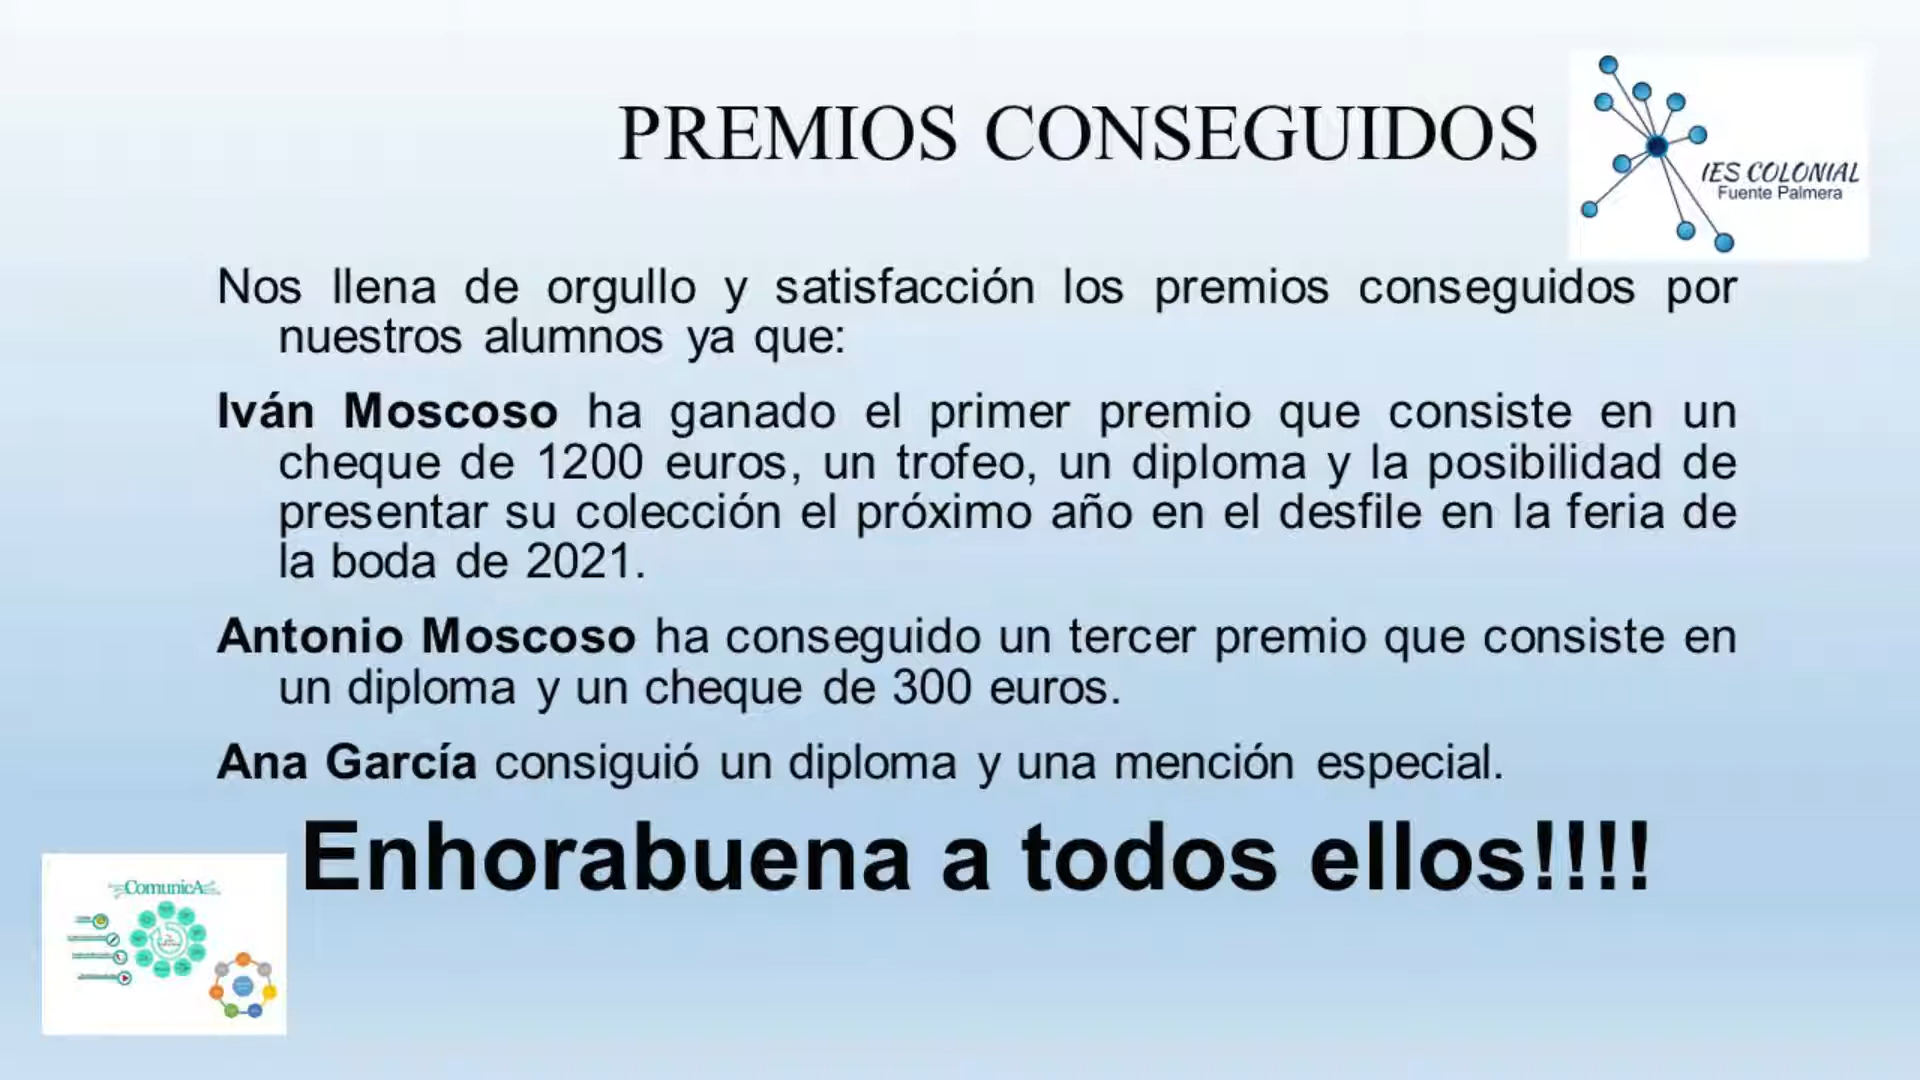 PREMIOS CONSEGUIDOS
IES COLONIAL
Fuente Palmera
Nos llena de orgullo y satisfacción los premios conseguidos por
nuestros alumnos ya que:
Iván Moscoso ha ganado el primer premio que consiste en un
cheque de 1200 euros, un trofeo, un diploma y la posibilidad de
presentar su colección el próximo año en el desfile en la feria de
la boda de 2021.
Antonio Moscoso ha conseguido un tercer premio que consiste en
un diploma y un cheque de 300 euros.
Ana García consiguió un diploma y una mención especial.
Enhorabuena a todos ellos!!!!
ComunicA